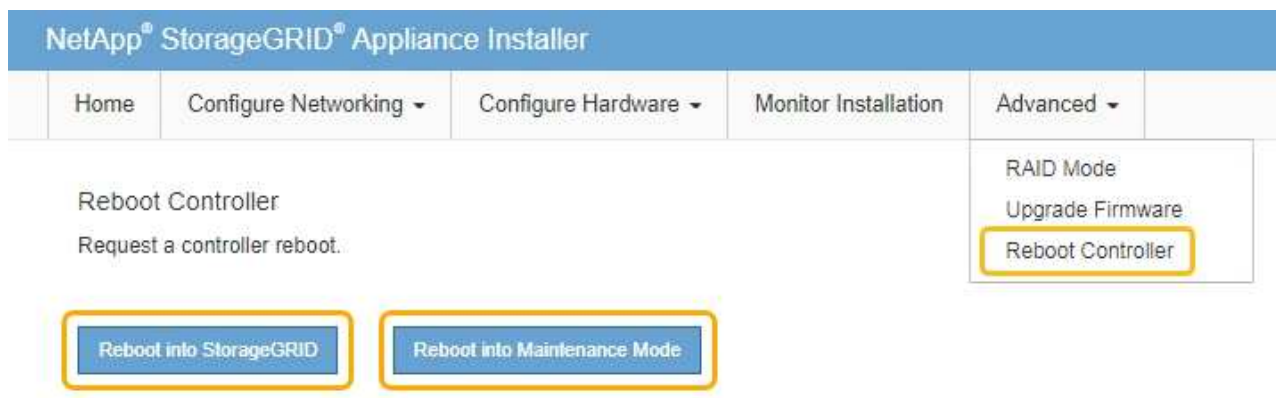 NetApp® StorageGRID® Appliance Installer
Home Configure Networking Configure Hardware Monitor Installation Advanced
RAID Mode
Upgrade Firmware
Reboot Controller
Reboot Controller
Request a controller reboot.
Reboot into StorageGRID Reboot into Maintenance Mode